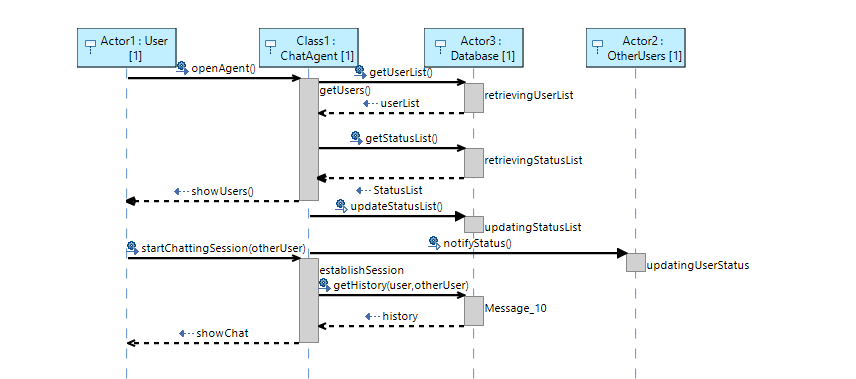 Actor1 : User
[1]
Class1 :
ChatAgent [1]
Actor3 :
Database [1]
Actor2 :
OtherUsers [1]
openAgent()
getUserList()
getUsers()
retrievingUserList
userList
getStatusList()
retrievingStatusList
showUsers()
StatusList
updateStatusList()
updatingStatusList
startChattingSession(otherUser)
notifyStatus()
updatingUserStatus
establishSession
getHistory(user,otherUser)
Message_10
history
showChat